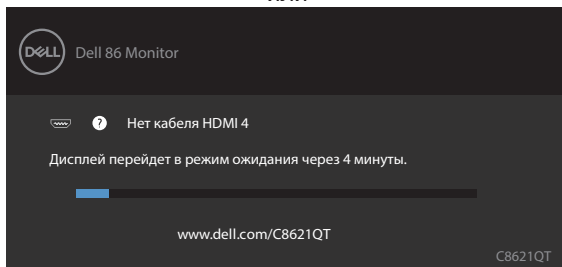 DELL
Dell 86 Monitor
? Нет кабеля HDMI 4
Дисплей перейдет в режим ожидания через 4 минуты.
www.dell.com/C8621QT
C8621QT